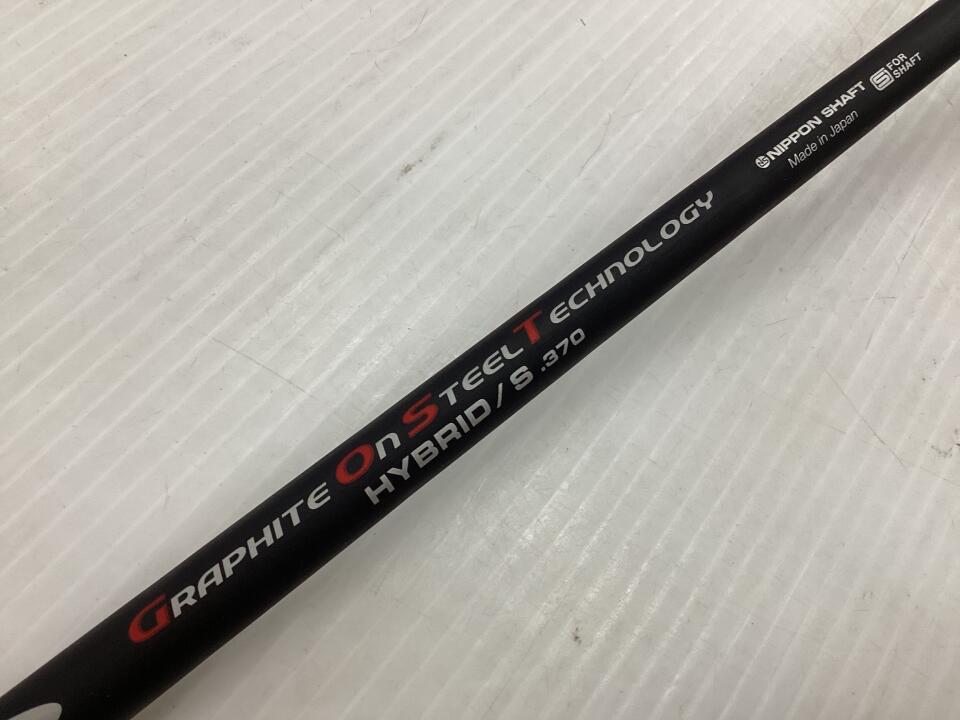 GRAPHITE On STEEL TECHNOLOGY
HYBRID/S .370
NIPPON SHAFT
Made in Japan
S FOR
SHAFT